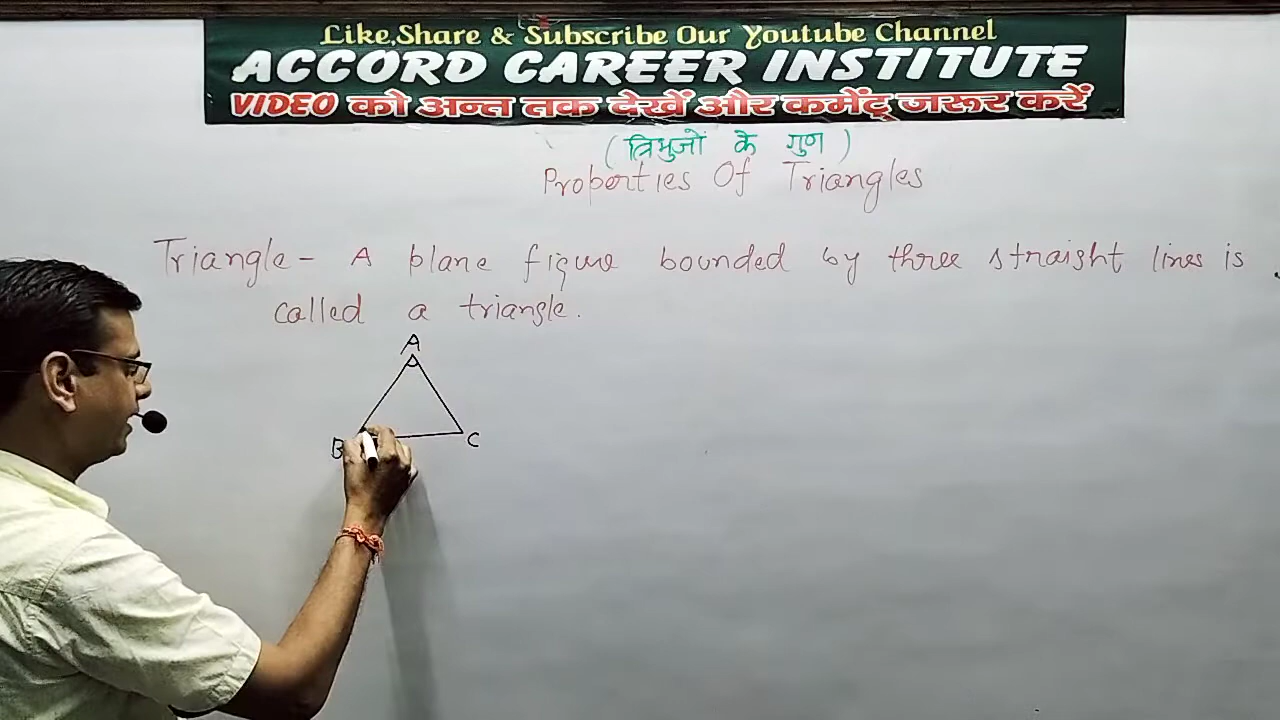 Like,Share & Subscribe Our Youtube Channel
ACCORD CAREER INSTITUTE
VIDEO को अन्त तक देखें और कमेंट् जरूर करें
(त्रिभुजों के गुण)
Properties Of Triangles
Triangle - A plane figure bounded by three straight lines is
called a triangle.
A
B
C